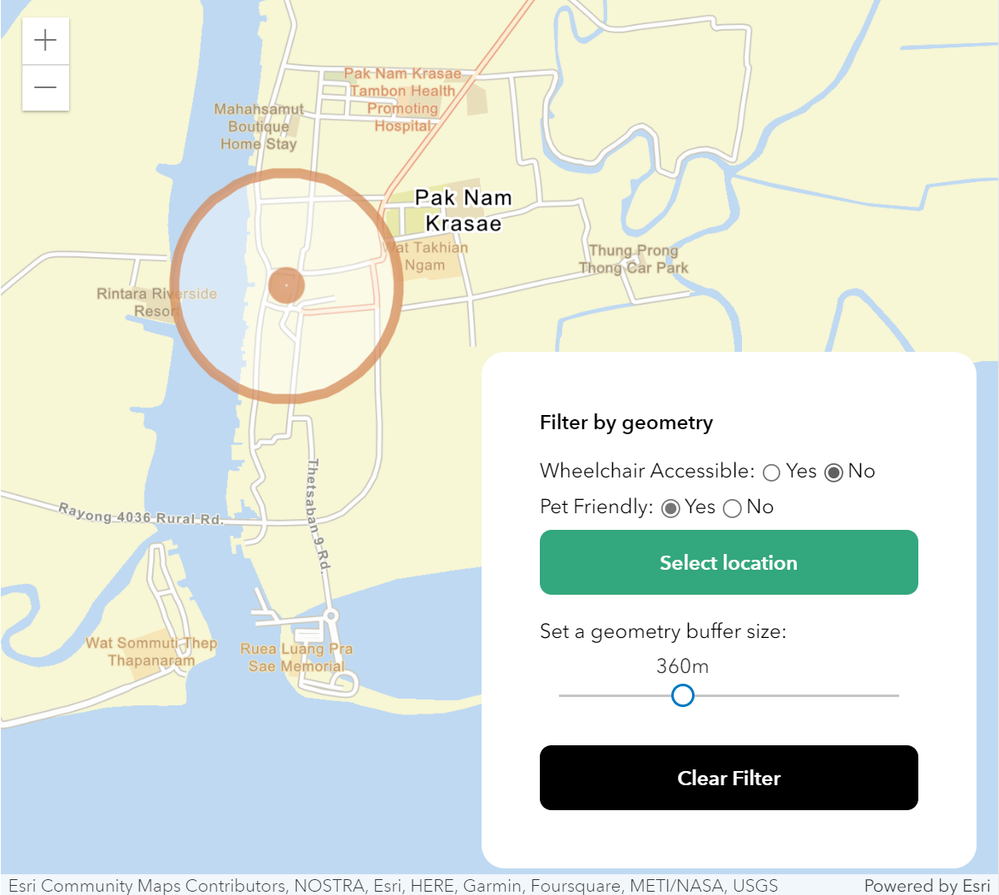 Pak Nam Krasae
Tambon Health
Promoting
Hospital
Mahahsamut
Boutique
Home Stay
Pak Nam
Krasae
Wat Takhian
Ngam
Thung Prong
Thong Car Park
Rintara Riverside
Resort
Thetsaban 9 Rd.
Rayong 4036 Rural Rd.
Wat Sommuti Thep
Thapanaram
Ruea Luang Pra
Sae Memorial
Filter by geometry
Wheelchair Accessible: Yes No
Pet Friendly: Yes No
Select location
Set a geometry buffer size:
360m
Clear Filter
Esri Community Maps Contributors, NOSTRA, Esri, HERE, Garmin, Foursquare, METI/NASA, USGS
Powered by Esri